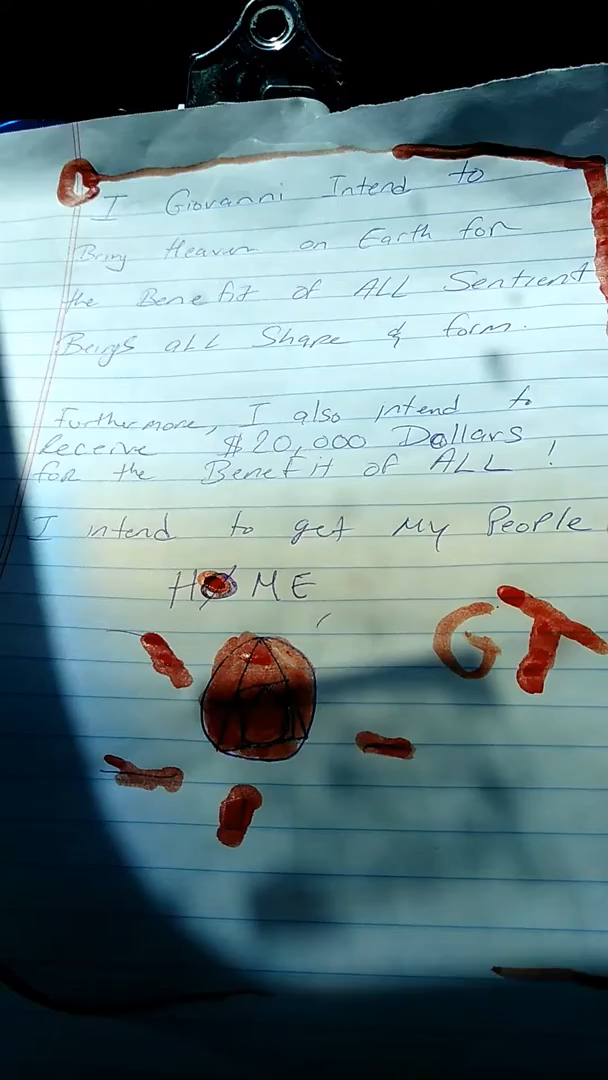 I Giovanni Intend to
Bring Heaven on Earth for
the Benefit of ALL Sentient
Beings aLL Shape & form.
Furthermore, I also intend to
Receive $20,000 Dollars
for the Benefit of ALL!
I intend to get My People
HOME
GT